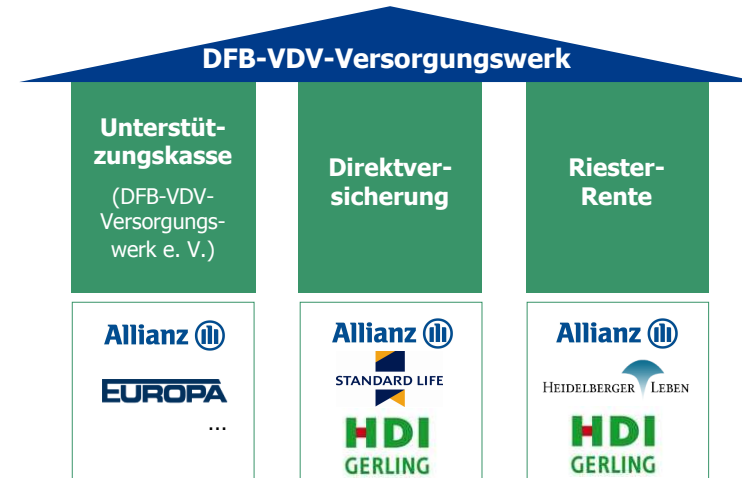 DFB-VDV-Versorgungswerk
Unterstüt-
zungskasse
(DFB-VDV-
Versorgungs-
werk e. V.)
Direktver-
sicherung
Riester-
Rente
Allianz
EUROPA
...
Allianz
STANDARD LIFE
HDI
GERLING
Allianz
HEIDELBERGER LEBEN
HDI
GERLING